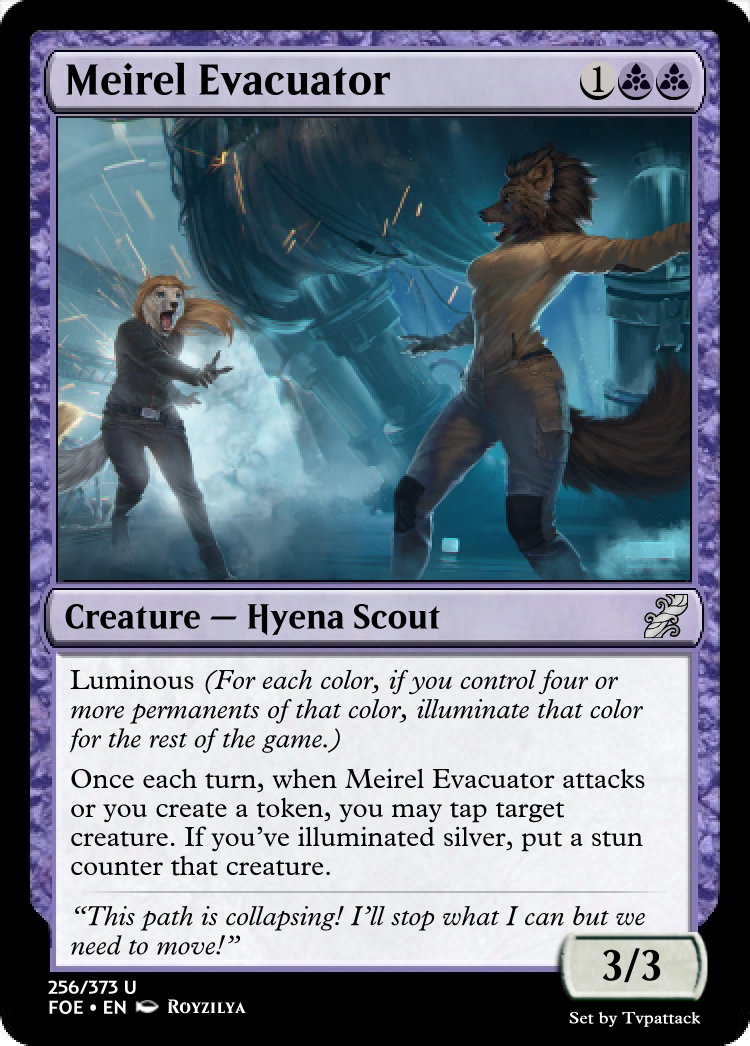 Meirel Evacuator 1
Creature — Hyena Scout
Luminous (For each color, if you control four or
more permanents of that color, illuminate that color
for the rest of the game.)
Once each turn, when Meirel Evacuator attacks
or you create a token, you may tap target
creature. If you've illuminated silver, put a stun
counter that creature.
“This path is collapsing! I'll stop what I can but we
need to move!”
3/3
256/373 U
FOE • EN Royzilya
Set by Tvpattack